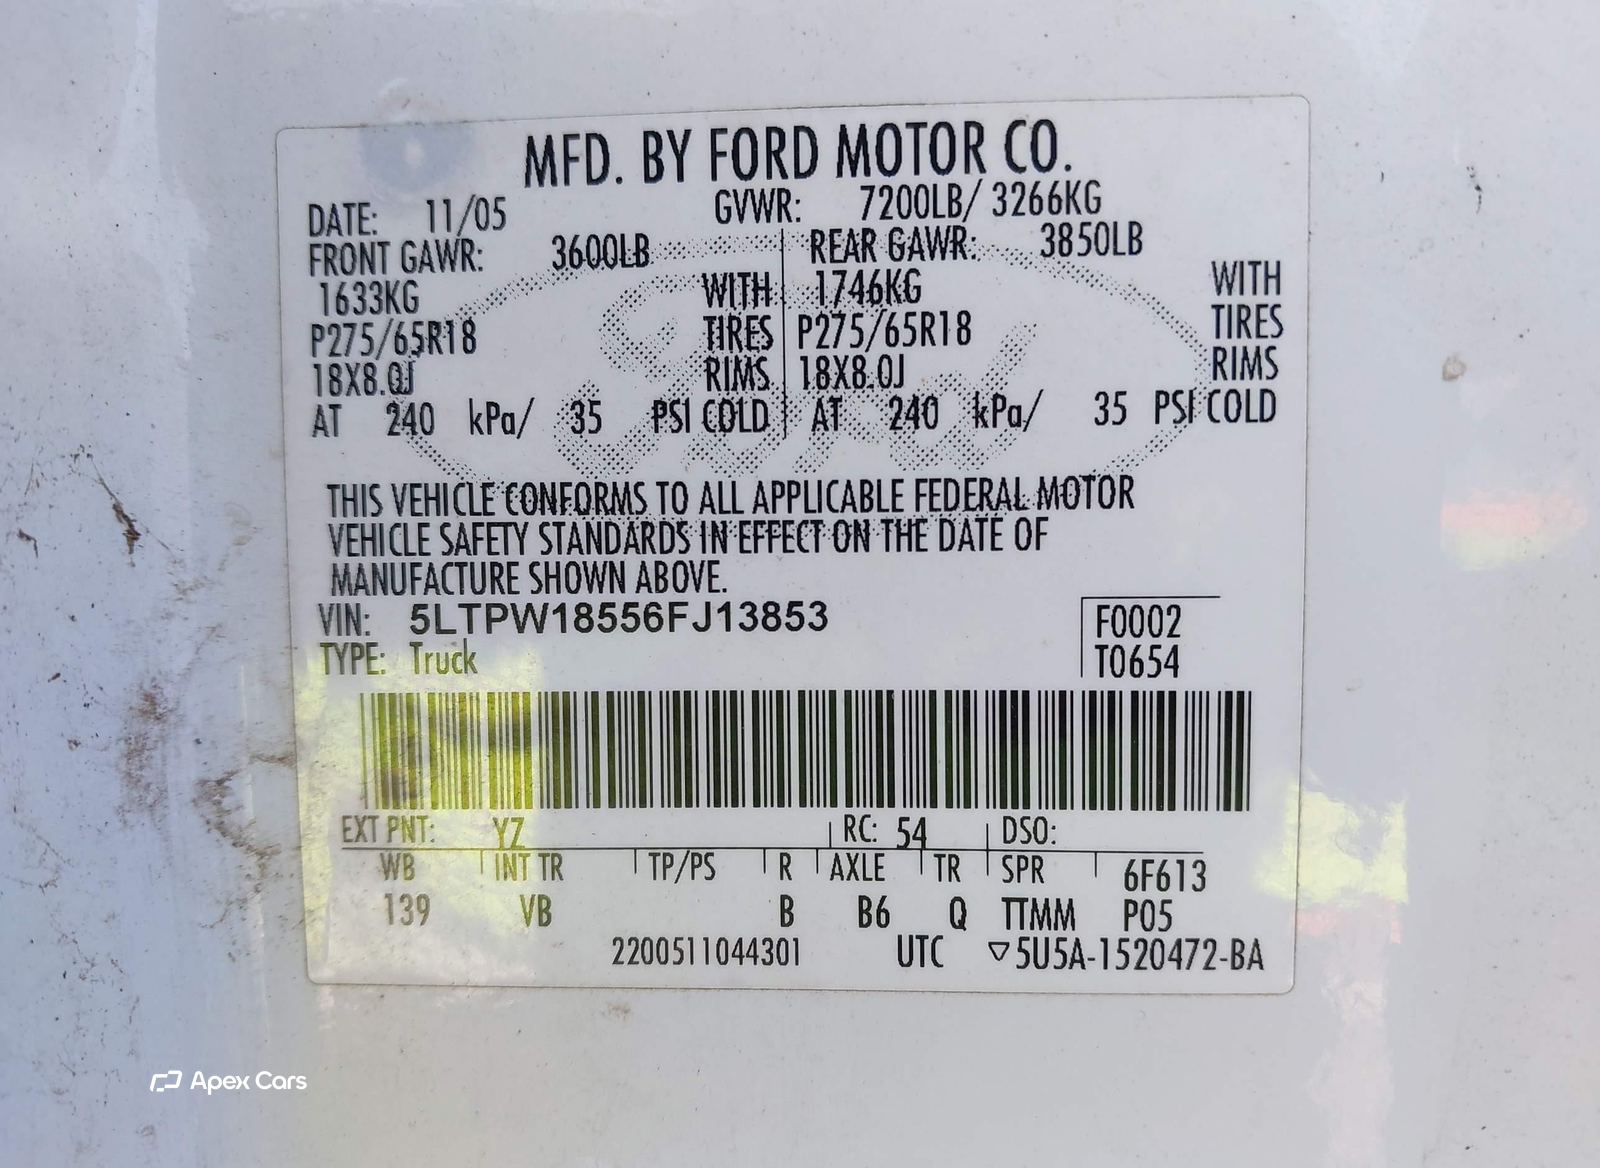 MFD. BY FORD MOTOR CO.
DATE: 11/05 GVWR: 7200LB/ 3266KG
FRONT GAWR: 3600LB REAR GAWR: 3850LB
1633KG WITH 1746KG WITH
P275/65R18 TIRES P275/65R18 TIRES
18X8.0J RIMS 18X8.0J RIMS
AT 240 kPa/ 35 PSI COLD AT 240 kPa/ 35 PSI COLD
Ford
THIS VEHICLE CONFORMS TO ALL APPLICABLE FEDERAL MOTOR
VEHICLE SAFETY STANDARDS IN EFFECT ON THE DATE OF
MANUFACTURE SHOWN ABOVE.
VIN: 5LTPW18556FJ13853 F0002
TYPE: Truck T0654
EXT PNT: YZ RC: 54 DSO:
WB INT TR TP/PS R AXLE TR SPR 6F613
139 VB B B6 Q TTMM P05
2200511044301 UTC ▽5U5A-1520472-BA
Apex Cars